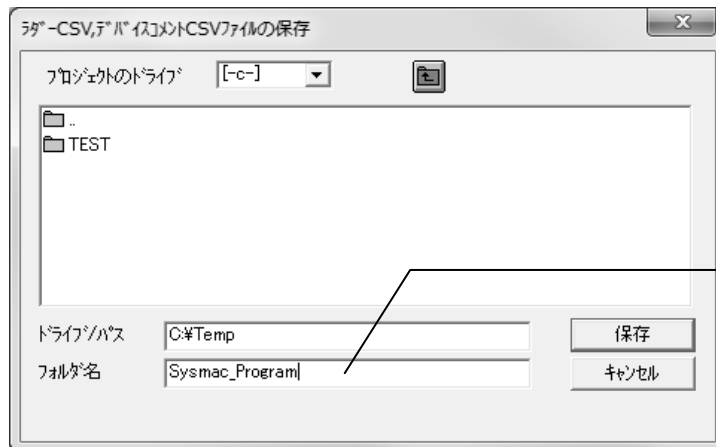 ﾗﾀﾞｰCSV,ﾃﾞﾊﾞｲｽｺﾒﾝﾄCSVﾌｧｲﾙの保存
ﾌﾟﾛｼﾞｪｸﾄのﾄﾞﾗｲﾌﾞ [-c-]
..
TEST
ﾄﾞﾗｲﾌﾞ/ﾊﾟｽ C:¥Temp 保存
ﾌｫﾙﾀﾞ名 Sysmac_Program ｷｬﾝｾﾙ